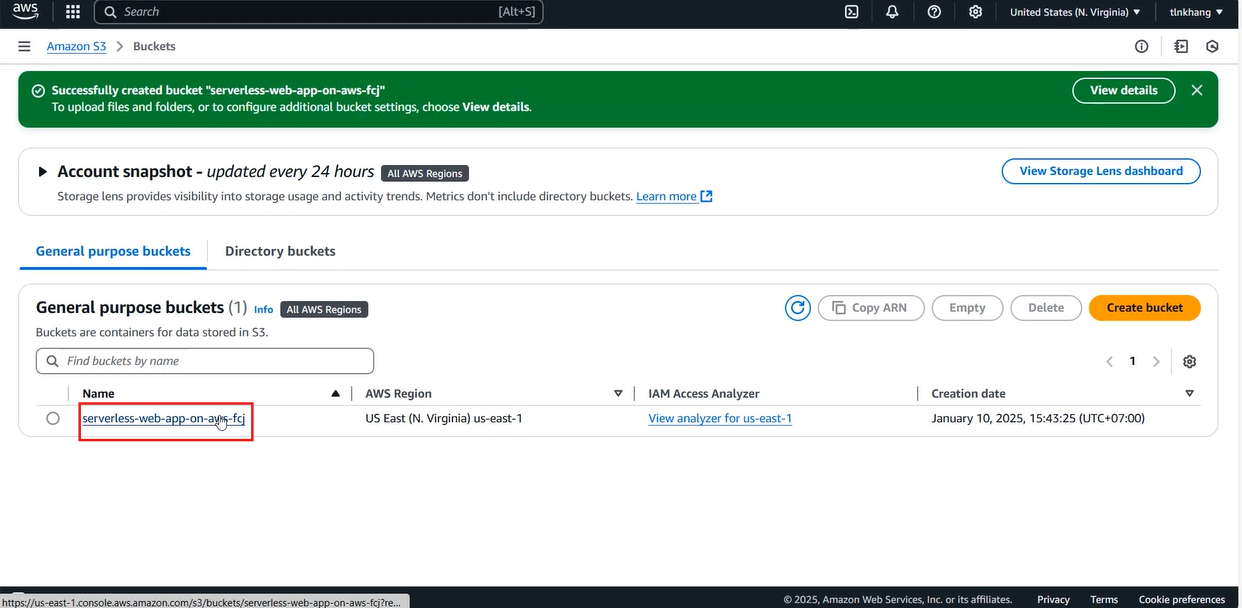 aws Search [Alt+S] United States (N. Virginia) tlnkhang
Amazon S3 > Buckets
Successfully created bucket "serverless-web-app-on-aws-fcj"
To upload files and folders, or to configure additional bucket settings, choose View details.
View details
Account snapshot - updated every 24 hours All AWS Regions
View Storage Lens dashboard
Storage lens provides visibility into storage usage and activity trends. Metrics don't include directory buckets. Learn more
General purpose buckets Directory buckets
General purpose buckets (1) Info All AWS Regions
Copy ARN Empty Delete Create bucket
Buckets are containers for data stored in S3.
Find buckets by name
1
Name AWS Region IAM Access Analyzer Creation date
serverless-web-app-on-aws-fcj US East (N. Virginia) us-east-1 View analyzer for us-east-1 January 10, 2025, 15:43:25 (UTC+07:00)
https://us-east-1.console.aws.amazon.com/s3/buckets/serverless-web-app-on-aws-fcj?re...
© 2025, Amazon Web Services, Inc. or its affiliates. Privacy Terms Cookie preferences